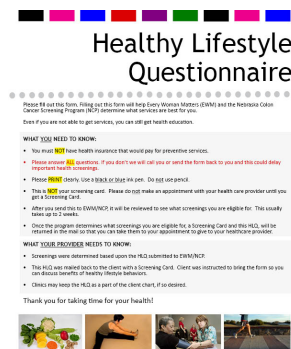 Healthy Lifestyle
Questionnaire
Please fill out this form. Filling out this form will help Every Woman Matters (EWM) and the Nebraska Colon
Cancer Screening Program (NCP) determine what services are best for you.
Even if you are not able to get services, you can still get health education.
WHAT YOU NEED TO KNOW:
• You must NOT have health insurance that would pay for preventive services.
• Please answer ALL questions. If you don't we will call you or send the form back to you and this could delay
important health screenings.
• Please PRINT clearly. Use a black or blue ink pen. Do not use pencil.
• This is NOT your screening card. Please do not make an appointment with your health care provider until you
get a Screening Card.
• After you send this to EWM/NCP, it will be reviewed to see what screenings you are eligible for. This usually
takes up to 2 weeks.
• Once the program determines what screenings you are eligible for, a Screening Card and this HLQ, will be
returned in the mail so that you can take them to your appointment to give to your healthcare provider.
WHAT YOUR PROVIDER NEEDS TO KNOW:
• Screenings were determined based upon the HLQ submitted to EWM/NCP.
• This HLQ was mailed back to the client with a Screening Card. Client was instructed to bring the form so you
can discuss benefits of healthy lifestyle behaviors.
• Clinics may keep the HLQ as a part of the client chart, if so desired.
Thank you for taking time for your health!